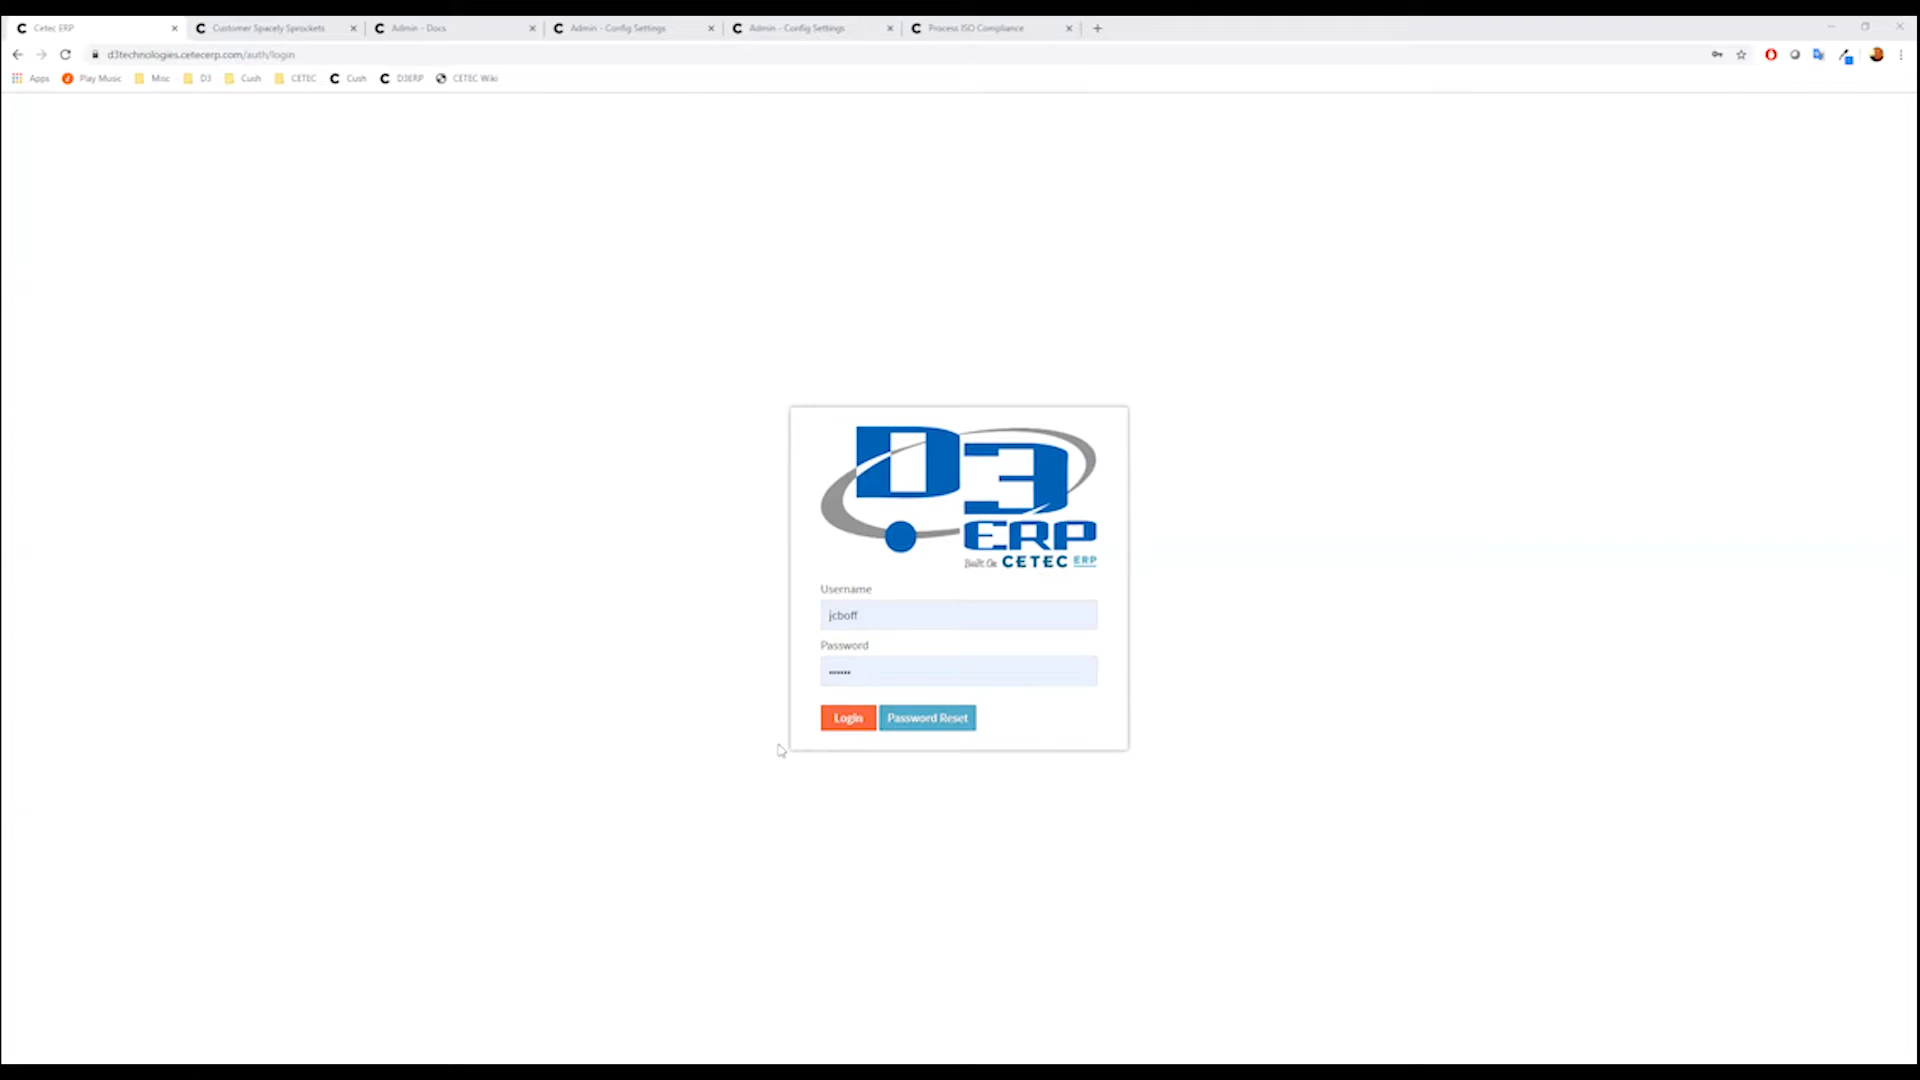 Cetec ERP
Customer Spacely Sprockets
Admin - Docs
Admin - Config Settings
Admin - Config Settings
Process ISO Compliance
d3technologies.cetecerp.com/auth/login
Apps
Play Music
Misc
D3
Cush
CETEC
Cush
D3ERP
CETEC Wiki
D3
ERP
Built On CETEC ERP
Username
jcboff
Password
•••••••
Login
Password Reset